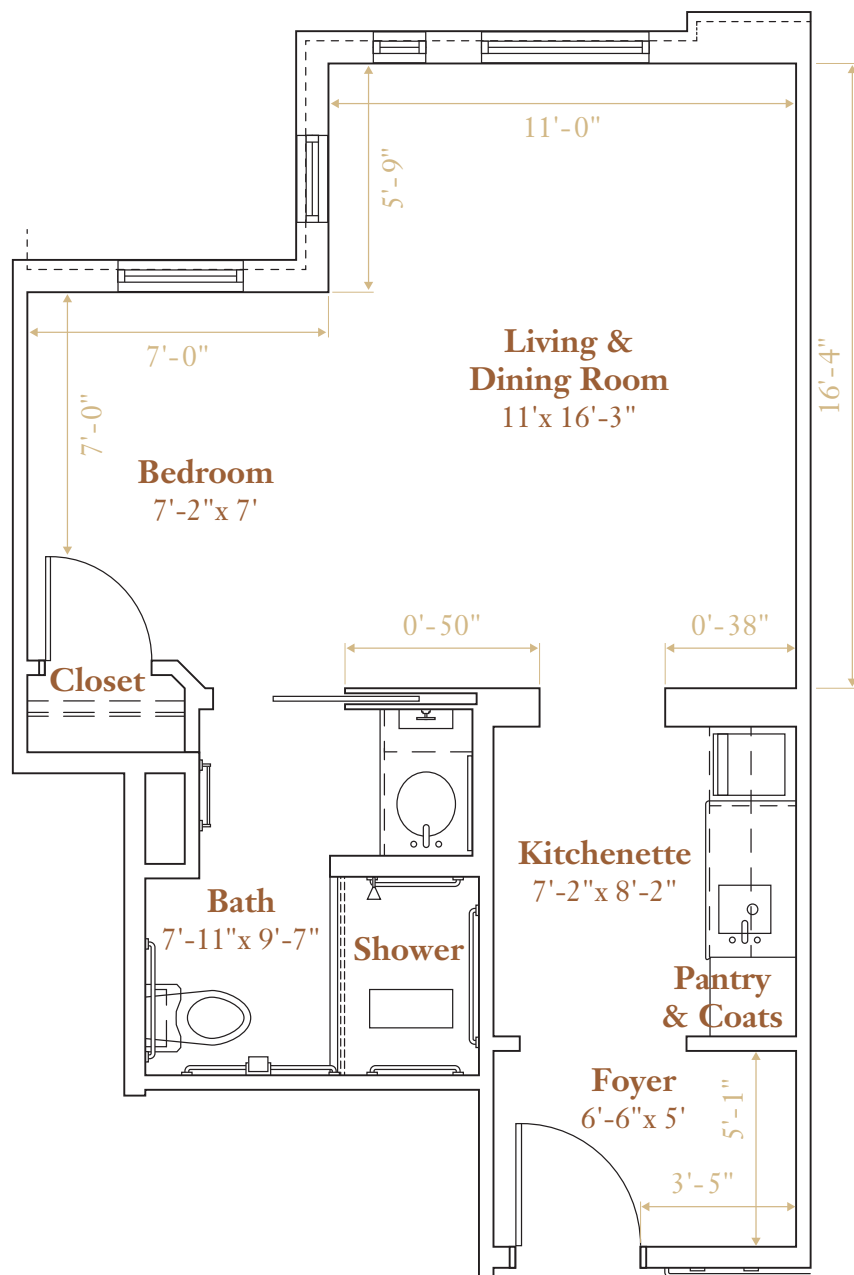 11'-0"
5'-9"
7'-0"
7'-0"
16'-4"
Living &
Dining Room
11'x 16'-3"
Bedroom
7'-2"x 7'
0'-50"
0'-38"
Closet
Kitchenette
7'-2"x 8'-2"
Bath
7'-11"x 9'-7"
Shower
Pantry
& Coats
Foyer
6'-6"x 5'
5'-1"
3'-5"